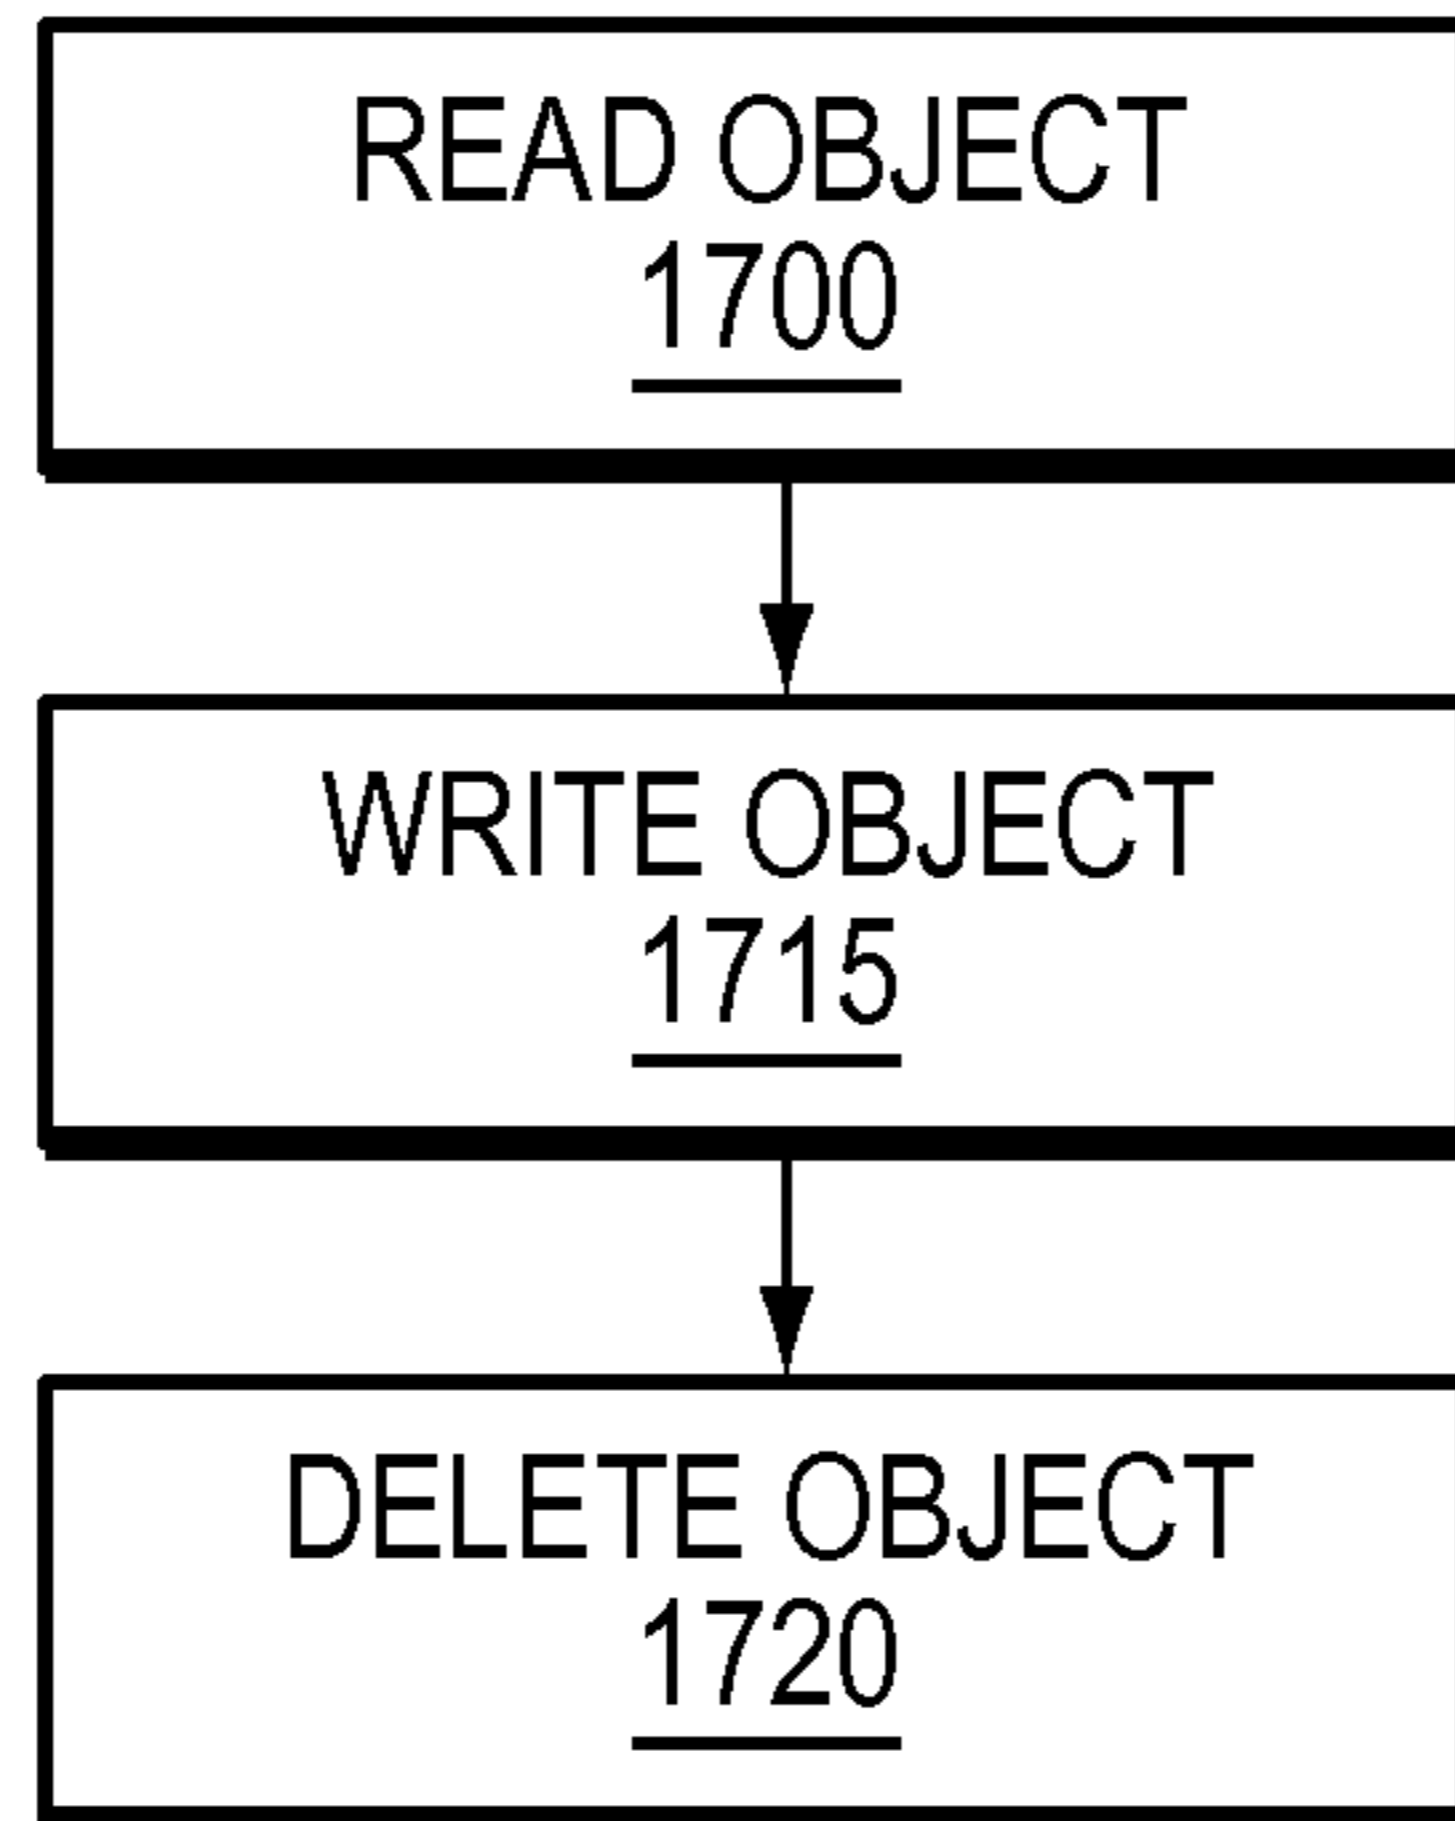 READ OBJECT
1700
WRITE OBJECT
1715
DELETE OBJECT
1720